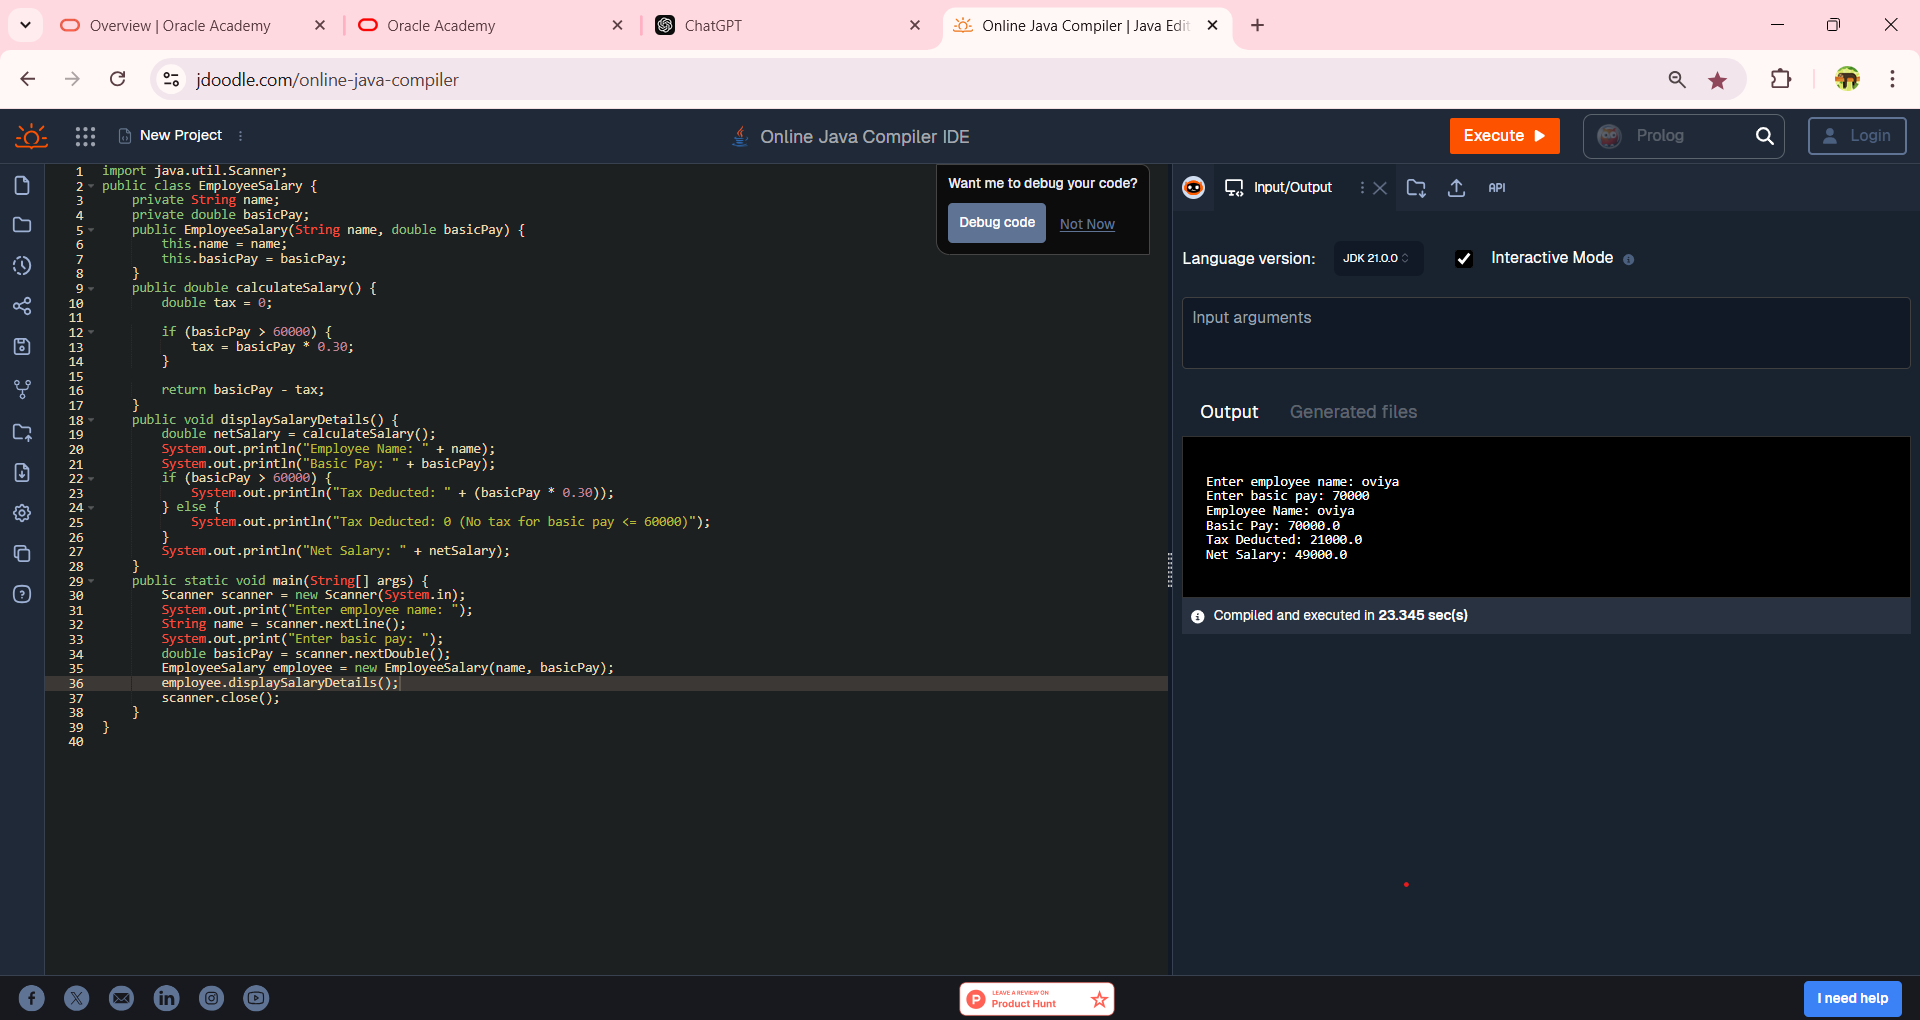 Overview | Oracle Academy
Oracle Academy
ChatGPT
Online Java Compiler | Java Edit
jdoodle.com/online-java-compiler
New Project
Online Java Compiler IDE
Execute
Prolog
Login
1 import java.util.Scanner;
2 public class EmployeeSalary {
3     private String name;
4     private double basicPay;
5     public EmployeeSalary(String name, double basicPay) {
6         this.name = name;
7         this.basicPay = basicPay;
8     }
9     public double calculateSalary() {
10         double tax = 0;
11
12         if (basicPay > 60000) {
13             tax = basicPay * 0.30;
14         }
15
16         return basicPay - tax;
17     }
18     public void displaySalaryDetails() {
19         double netSalary = calculateSalary();
20         System.out.println("Employee Name: " + name);
21         System.out.println("Basic Pay: " + basicPay);
22         if (basicPay > 60000) {
23             System.out.println("Tax Deducted: " + (basicPay * 0.30));
24         } else {
25             System.out.println("Tax Deducted: 0 (No tax for basic pay <= 60000)");
26         }
27         System.out.println("Net Salary: " + netSalary);
28     }
29     public static void main(String[] args) {
30         Scanner scanner = new Scanner(System.in);
31         System.out.print("Enter employee name: ");
32         String name = scanner.nextLine();
33         System.out.print("Enter basic pay: ");
34         double basicPay = scanner.nextDouble();
35         EmployeeSalary employee = new EmployeeSalary(name, basicPay);
36         employee.displaySalaryDetails();
37         scanner.close();
38     }
39 }
40
Want me to debug your code?
Debug code
Not Now
Input/Output
API
Language version:
JDK 21.0.0
Interactive Mode
Input arguments
Output
Generated files
Enter employee name: oviya
Enter basic pay: 70000
Employee Name: oviya
Basic Pay: 70000.0
Tax Deducted: 21000.0
Net Salary: 49000.0
Compiled and executed in 23.345 sec(s)
LEAVE A REVIEW ON
Product Hunt
I need help